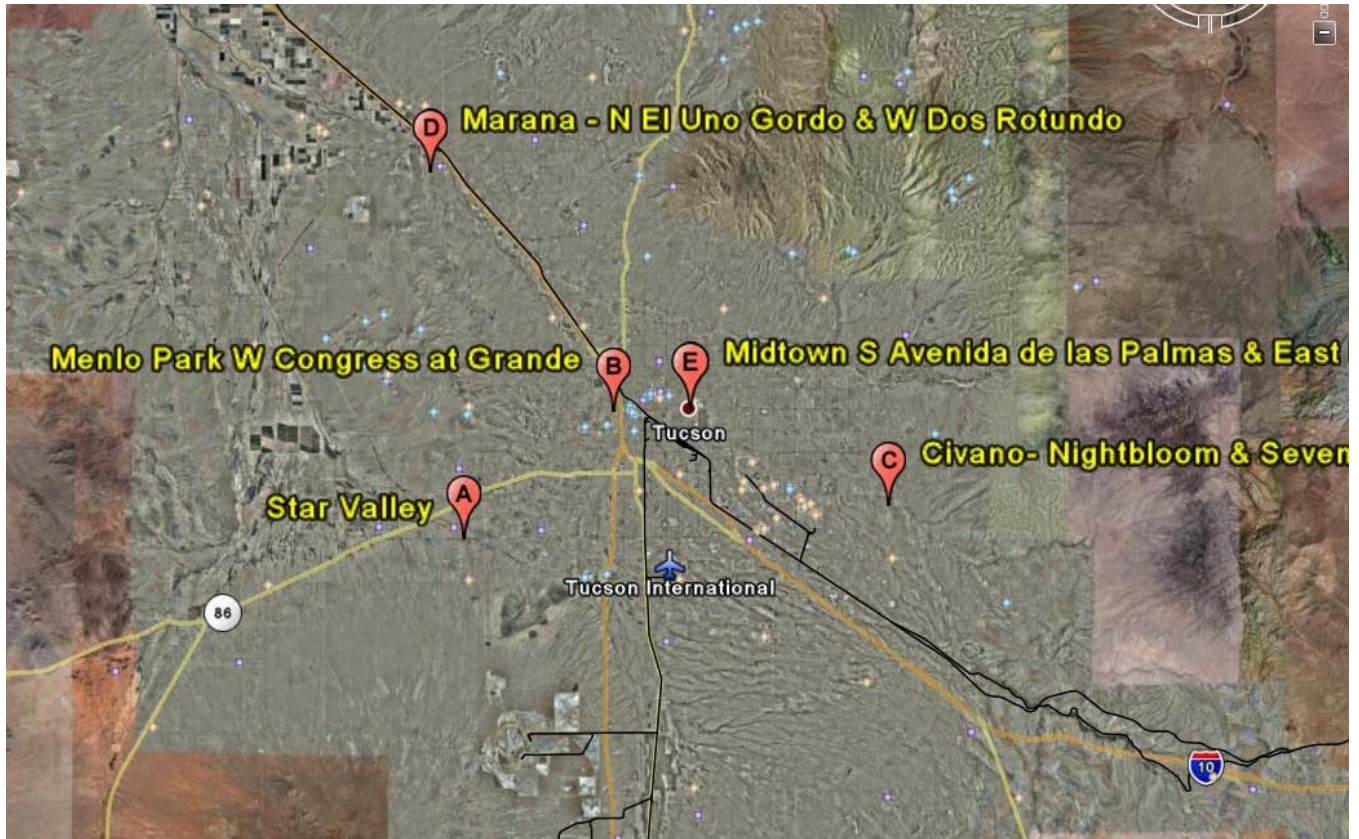 D
Marana - N El Uno Gordo & W Dos Rotundo
Menlo Park W Congress at Grande
B
E
Midtown S Avenida de las Palmas & East
Tucson
C
Civano- Nightbloom & Seven
Star Valley
A
Tucson International
86
10